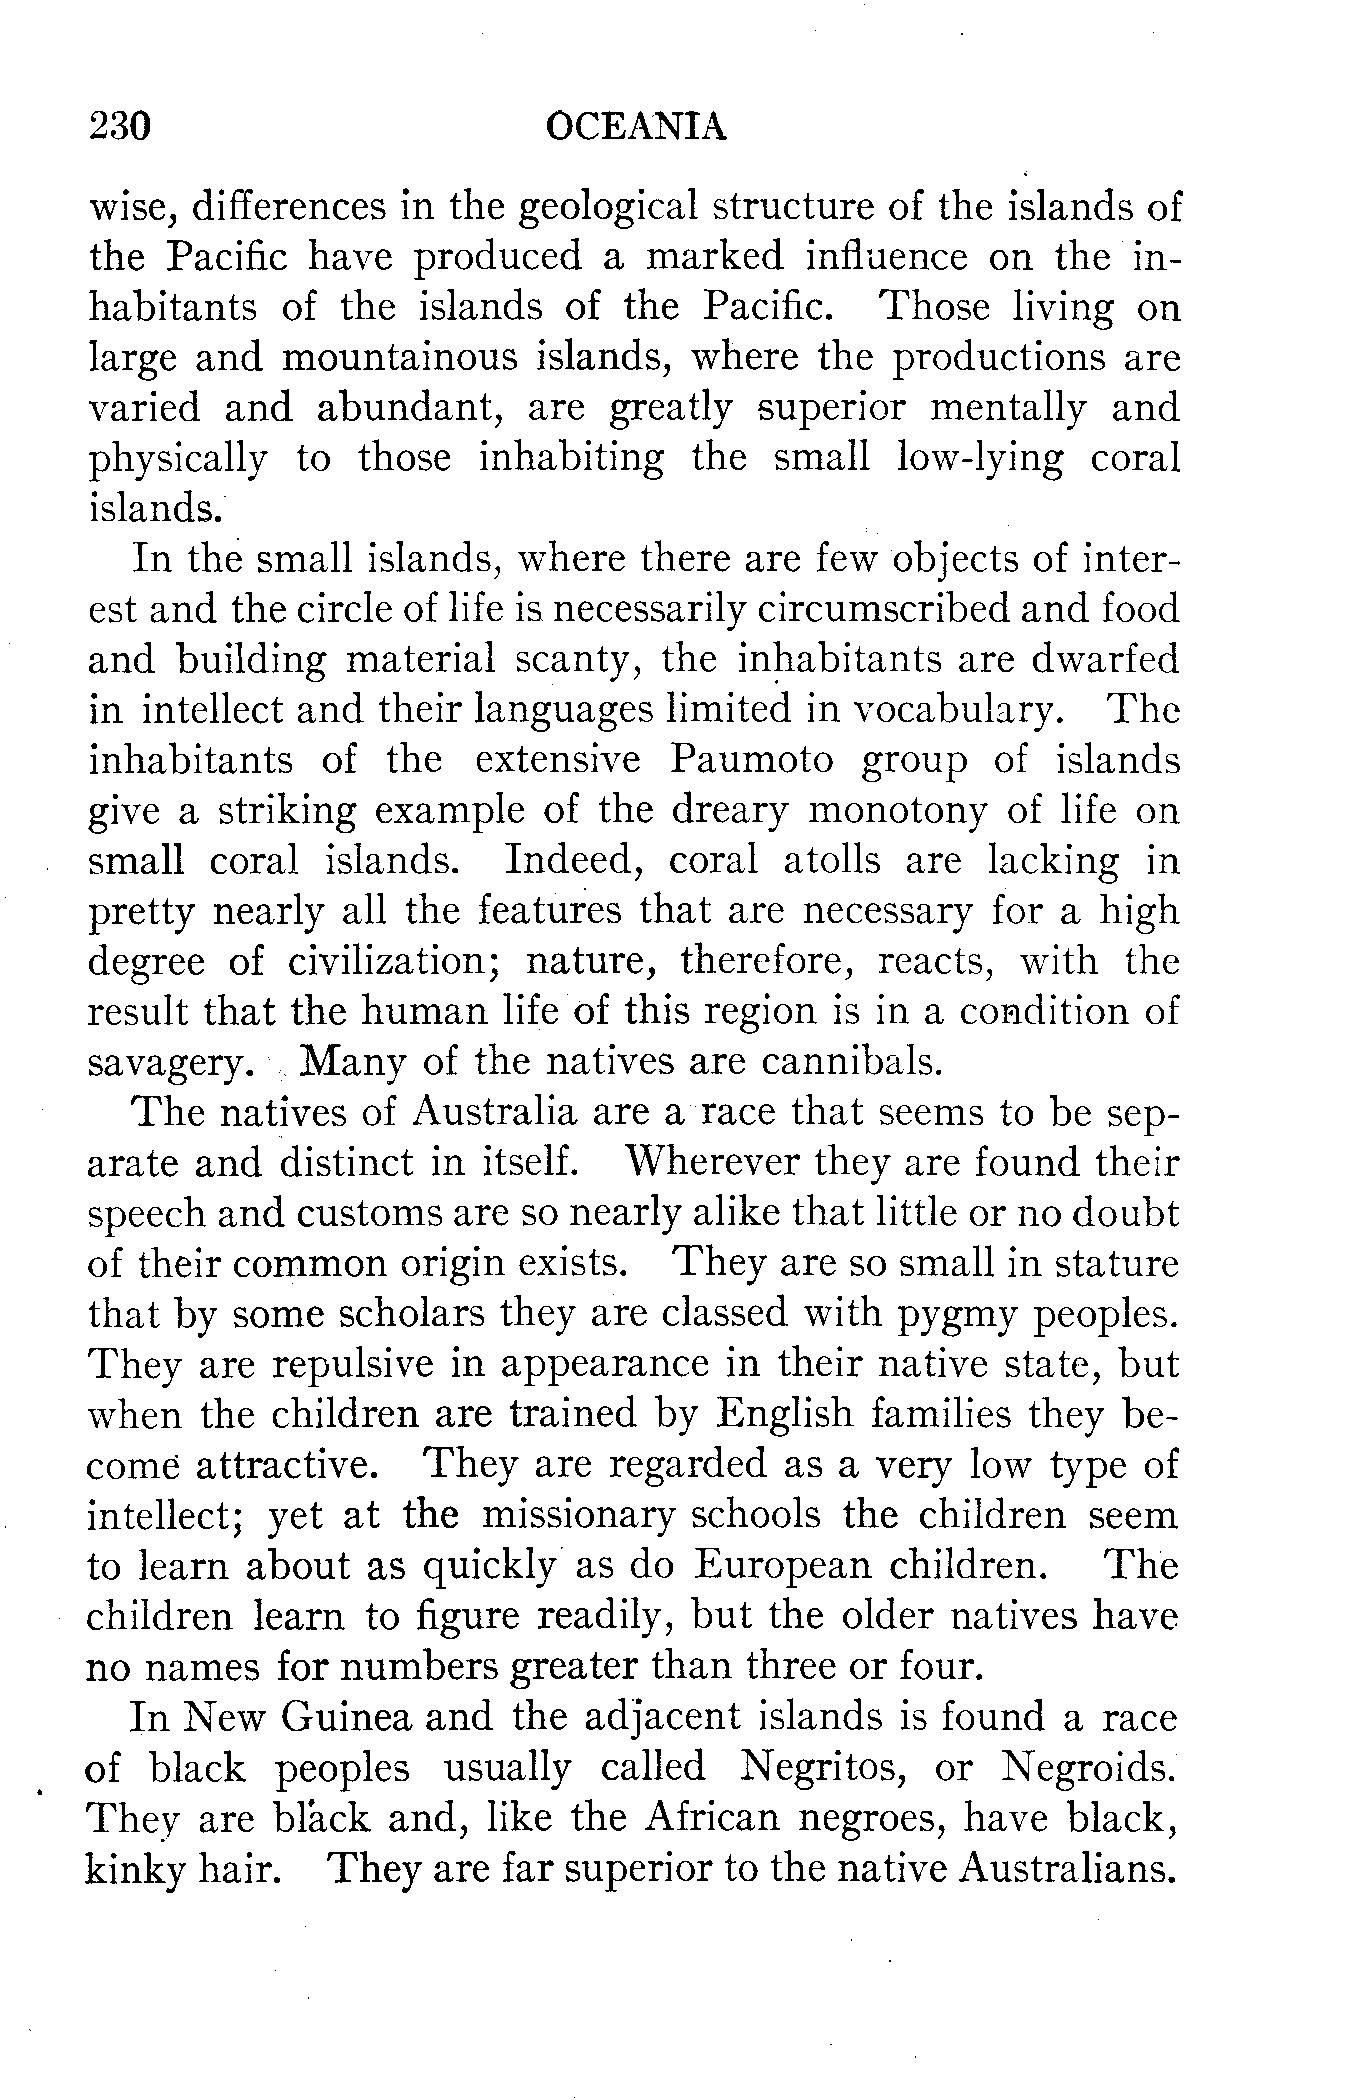 230 OCEANIA
wise, differences in the geological structure of the islands of
the Pacific have produced a marked influence on the in-
habitants of the islands of the Pacific. Those living on
large and mountainous islands, where the productions are
varied and abundant, are greatly superior mentally and
physically to those inhabiting the small low-lying coral
islands.
In the small islands, where there are few objects of inter-
est and the circle of life is necessarily circumscribed and food
and building material scanty, the inhabitants are dwarfed
in intellect and their languages limited in vocabulary. The
inhabitants of the extensive Paumoto group of islands
give a striking example of the dreary monotony of life on
small coral islands. Indeed, coral atolls are lacking in
pretty nearly all the features that are necessary for a high
degree of civilization; nature, therefore, reacts, with the
result that the human life of this region is in a condition of
savagery. Many of the natives are cannibals.
The natives of Australia are a race that seems to be sep-
arate and distinct in itself. Wherever they are found their
speech and customs are so nearly alike that little or no doubt
of their common origin exists. They are so small in stature
that by some scholars they are classed with pygmy peoples.
They are repulsive in appearance in their native state, but
when the children are trained by English families they be-
come attractive. They are regarded as a very low type of
intellect; yet at the missionary schools the children seem
to learn about as quickly as do European children. The
children learn to figure readily, but the older natives have
no names for numbers greater than three or four.
In New Guinea and the adjacent islands is found a race
of black peoples usually called Negritos, or Negroids.
They are black and, like the African negroes, have black,
kinky hair. They are far superior to the native Australians.